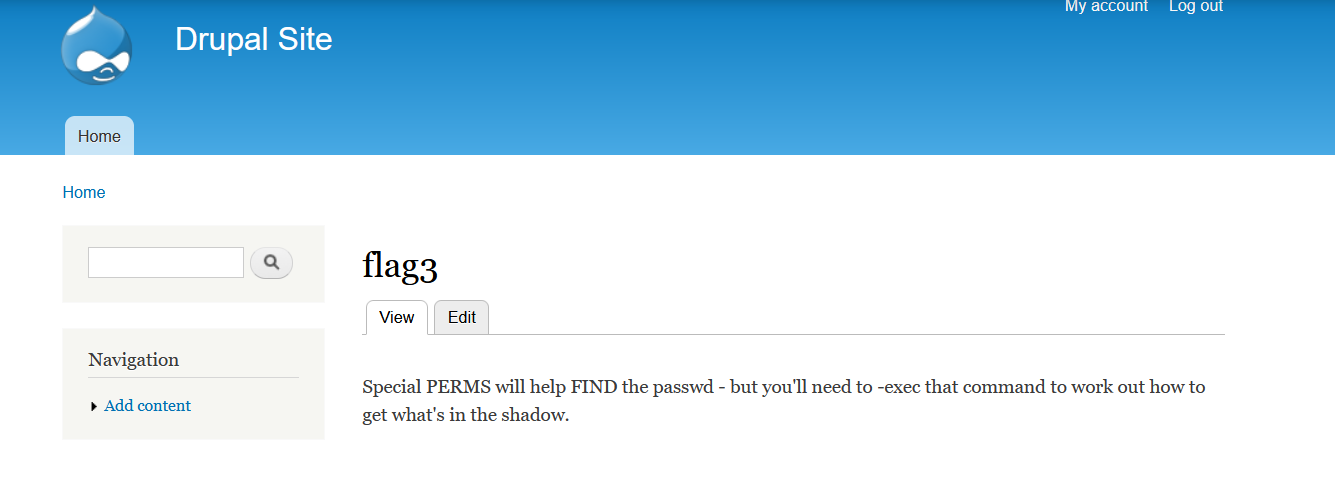 My account Log out
Drupal Site
Home
Home
Navigation
Add content
flag3
View Edit
Special PERMS will help FIND the passwd - but you'll need to -exec that command to work out how to
get what's in the shadow.